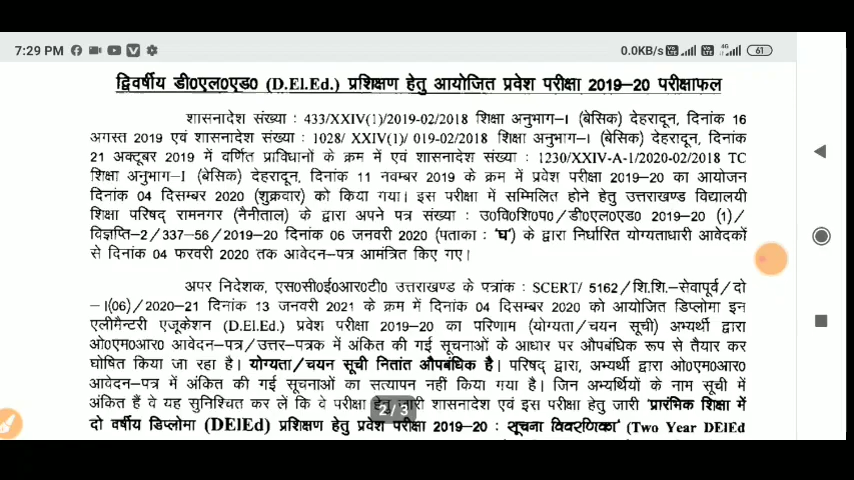 7:29 PM
0.0KB/s 4G 61
द्विवर्षीय डी0एल0एड0 (D.El.Ed.) प्रशिक्षण हेतु आयोजित प्रवेश परीक्षा 2019–20 परीक्षाफल
शासनादेश संख्या : 433/XXIV(1)/2019-02/2018 शिक्षा अनुभाग-I (बेसिक) देहरादून, दिनांक 16
अगस्त 2019 एवं शासनादेश संख्या : 1028/ XXIV(1)/ 019-02/2018 शिक्षा अनुभाग-I (बेसिक) देहरादून, दिनांक
21 अक्टूबर 2019 में वर्णित प्राविधानों के क्रम में एवं शासनादेश संख्या : 1230/XXIV-A-1/2020-02/2018 TC
शिक्षा अनुभाग-I (बेसिक) देहरादून, दिनांक 11 नवम्बर 2019 के क्रम में प्रवेश परीक्षा 2019-20 का आयोजन
दिनांक 04 दिसम्बर 2020 (शुक्रवार) को किया गया। इस परीक्षा में सम्मिलित होने हेतु उत्तराखण्ड विद्यालयी
शिक्षा परिषद् रामनगर (नैनीताल) के द्वारा अपने पत्र संख्या : उ0वि0शि0प0/डी0एल0एड0 2019-20 (1)/
विज्ञप्ति-2/337-56/2019-20 दिनांक 06 जनवरी 2020 (पताका : 'घ') के द्वारा निर्धारित योग्यताधारी आवेदकों
से दिनांक 04 फरवरी 2020 तक आवेदन-पत्र आमंत्रित किए गए।
अपर निदेशक, एस0सी0ई0आर0टी0 उत्तराखण्ड के पत्रांक : SCERT/ 5162/शि.शि.-सेवापूर्व/दो
-I(06)/2020-21 दिनांक 13 जनवरी 2021 के क्रम में दिनांक 04 दिसम्बर 2020 को आयोजित डिप्लोमा इन
एलीमैन्टरी एजूकेशन (D.El.Ed.) प्रवेश परीक्षा 2019-20 का परिणाम (योग्यता/चयन सूची) अभ्यर्थी द्वारा
ओ0एम0आर0 आवेदन-पत्र/उत्तर-पत्रक में अंकित की गई सूचनाओं के आधार पर औपबंधिक रूप से तैयार कर
घोषित किया जा रहा है। योग्यता/चयन सूची नितांत औपबंधिक है। परिषद् द्वारा, अभ्यर्थी द्वारा ओ0एम0आर0
आवेदन-पत्र में अंकित की गई सूचनाओं का सत्यापन नहीं किया गया है। जिन अभ्यर्थियों के नाम सूची में
अंकित हैं वे यह सुनिश्चित कर लें कि वे परीक्षा हेतु जारी शासनादेश एवं इस परीक्षा हेतु जारी 'प्रारंभिक शिक्षा में
2/3
दो वर्षीय डिप्लोमा (DElEd) प्रशिक्षण हेतु प्रवेश परीक्षा 2019-20 : सूचना विवरणिका' (Two Year DElEd